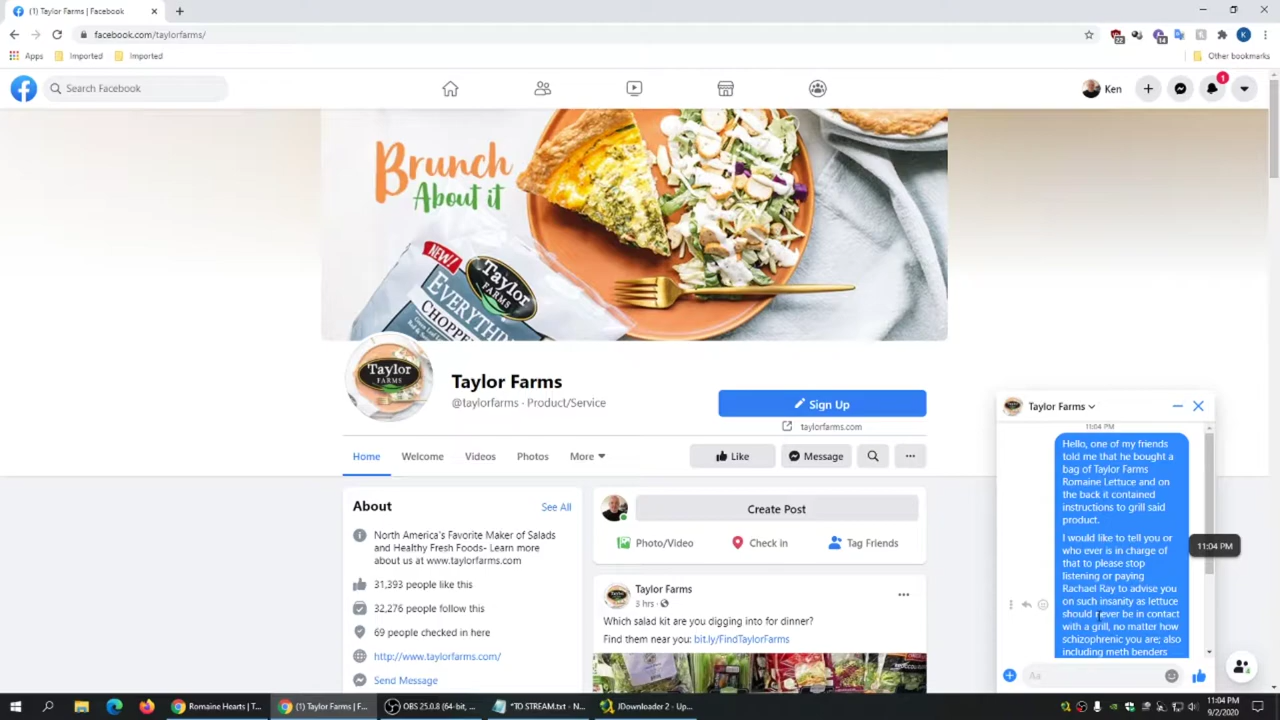 (1) Taylor Farms | Facebook
facebook.com/taylorfarms/
22
14
K
Apps
Imported
Imported
Other bookmarks
Search Facebook
Ken
1
Brunch
About it
NEW!
Taylor
FARMS
EVERYTHING
CHOPPED
Taylor
FARMS
Taylor Farms
@taylorfarms · Product/Service
Sign Up
taylorfarms.com
Home
Welcome
Videos
Photos
More
Like
Message
About
See All
North America's Favorite Maker of Salads
and Healthy Fresh Foods- Learn more
about us at www.taylorfarms.com
31,393 people like this
32,276 people follow this
69 people checked in here
http://www.taylorfarms.com/
Send Message
Create Post
Photo/Video
Check in
Tag Friends
Taylor Farms
3 hrs ·
Which salad kit are you digging into for dinner?
Find them near you: bit.ly/FindTaylorFarms
Taylor Farms
11:04 PM
Hello, one of my friends
told me that he bought a
bag of Taylor Farms
Romaine Lettuce and on
the back it contained
instructions to grill said
product.
I would like to tell you or
who ever is in charge of
that to please stop
listening or paying
Rachael Ray to advise you
on such insanity as lettuce
should never be in contact
with a grill, no matter how
schizophrenic you are; also
including meth benders
11:04 PM
Aa
Romaine Hearts | T...
(1) Taylor Farms | F...
OBS 25.0.8 (64-bit, ...
*TO STREAM.txt - N...
JDownloader 2 - Up...
11:04 PM
9/2/2020